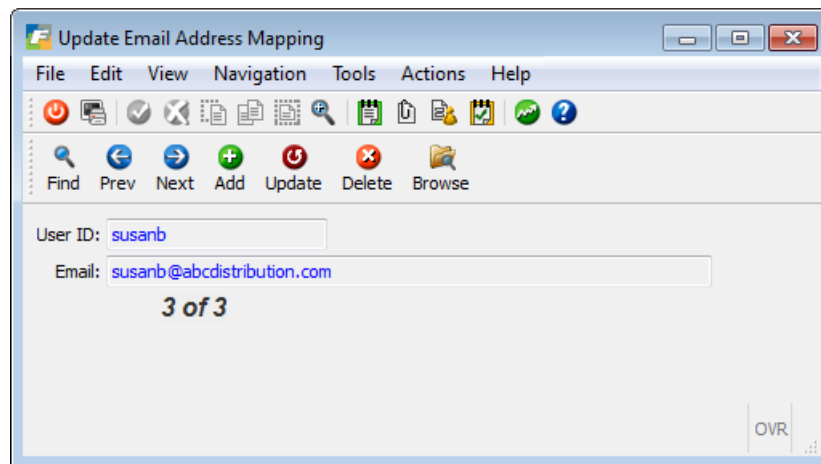 Update Email Address Mapping
File Edit View Navigation Tools Actions Help
Find Prev Next Add Update Delete Browse
User ID: susanb
Email: susanb@abcdistribution.com
3 of 3
OVR